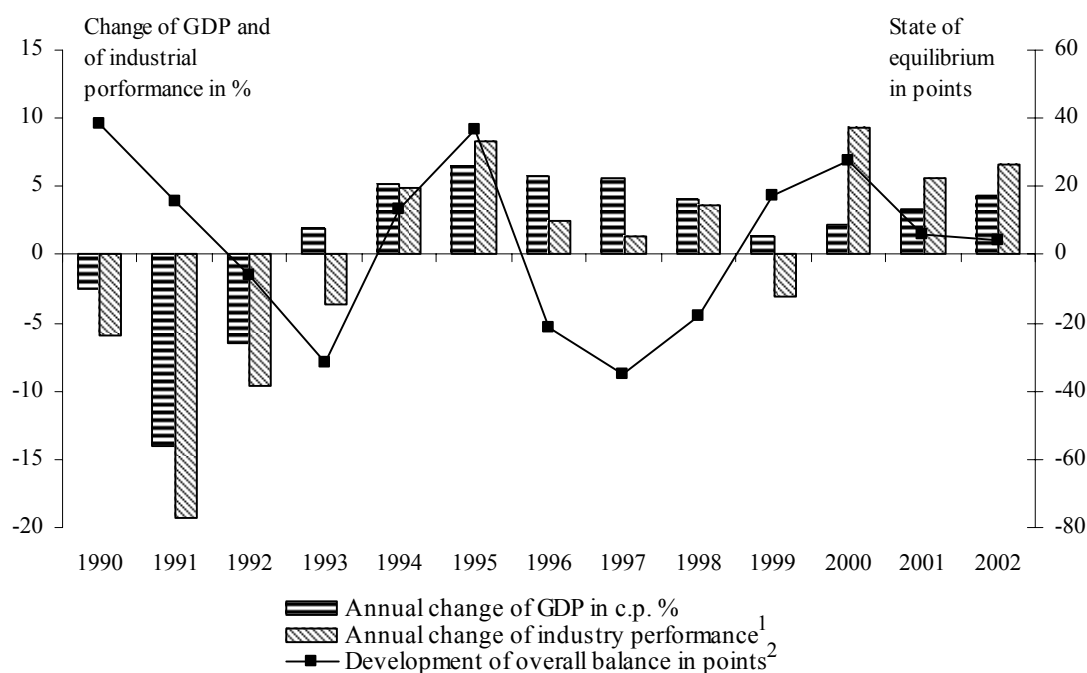 Change of GDP and
of industrial
porformance in %
State of
equilibrium
in points
15
10
5
0
-5
-10
-15
-20
60
40
20
0
-20
-40
-60
-80
1990 1991 1992 1993 1994 1995 1996 1997 1998 1999 2000 2001 2002
Annual change of GDP in c.p. %
Annual change of industry performance¹
Development of overall balance in points²